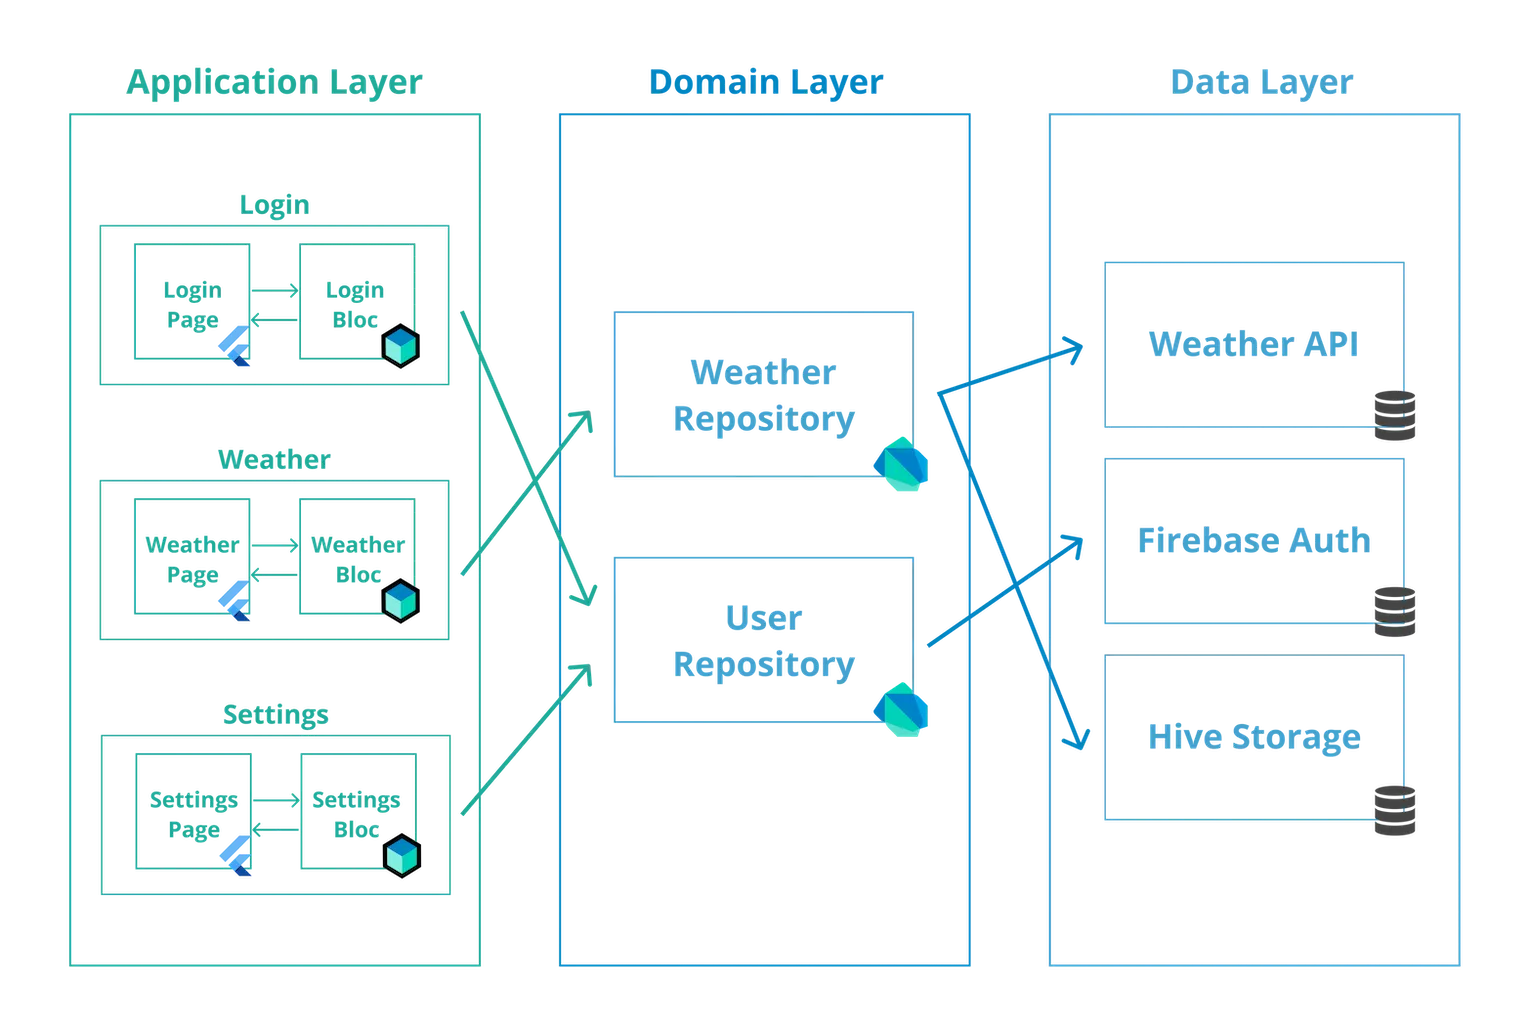 Application Layer
Login
Login
Page
Login
Bloc
Weather
Weather
Page
Weather
Bloc
Settings
Settings
Page
Settings
Bloc
Domain Layer
Weather
Repository
User
Repository
Data Layer
Weather API
Firebase Auth
Hive Storage